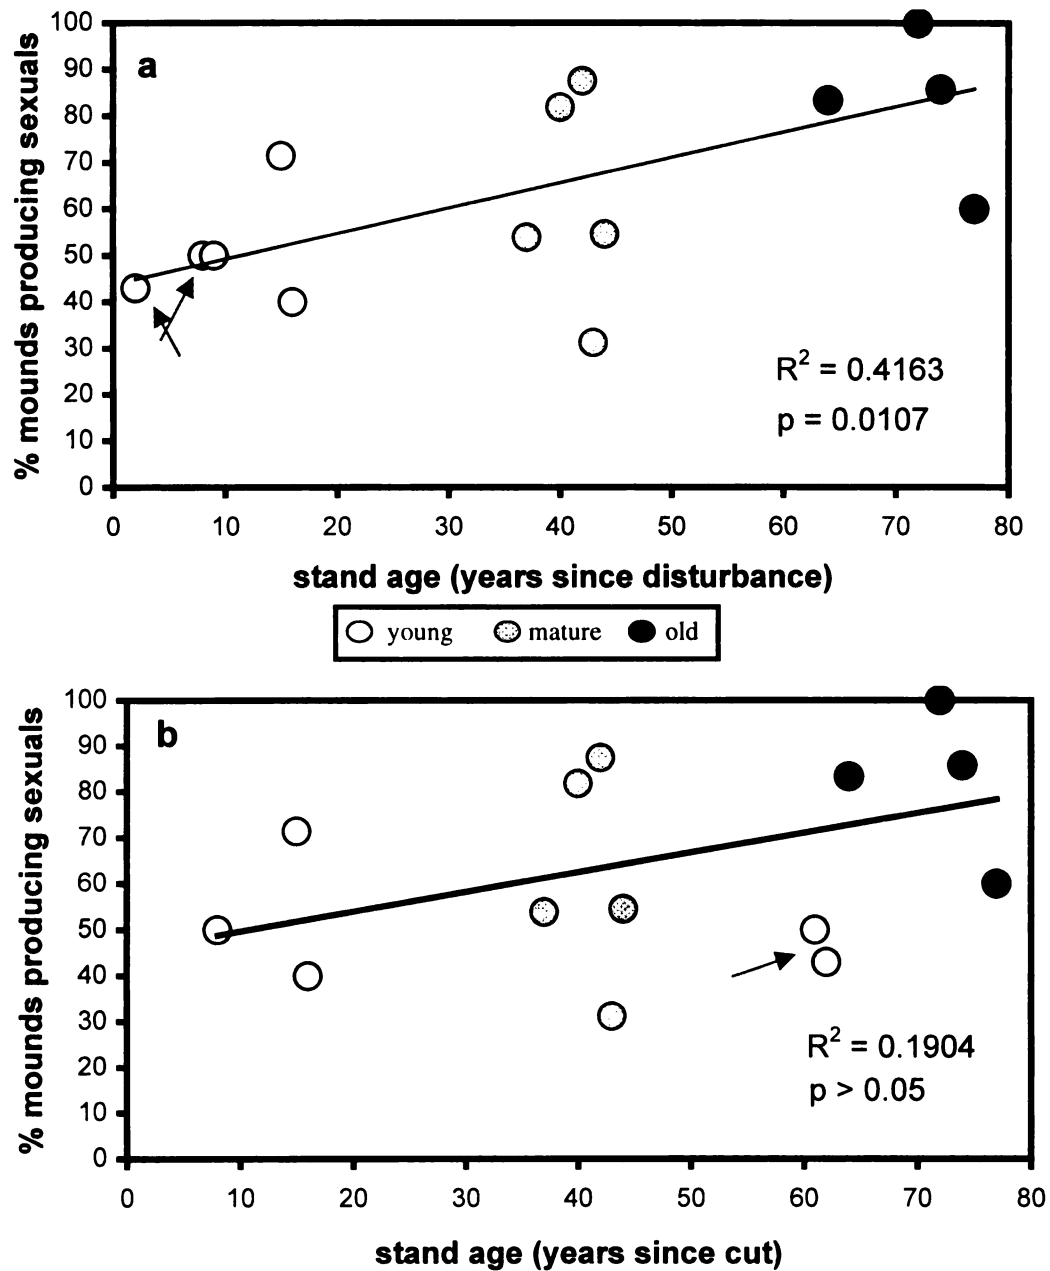 a
% mounds producing sexuals
100
90
80
70
60
50
40
30
20
10
0
R² = 0.4163
p = 0.0107
0 10 20 30 40 50 60 70 80
stand age (years since disturbance)
young mature old
b
% mounds producing sexuals
100
90
80
70
60
50
40
30
20
10
0
R² = 0.1904
p > 0.05
0 10 20 30 40 50 60 70 80
stand age (years since cut)